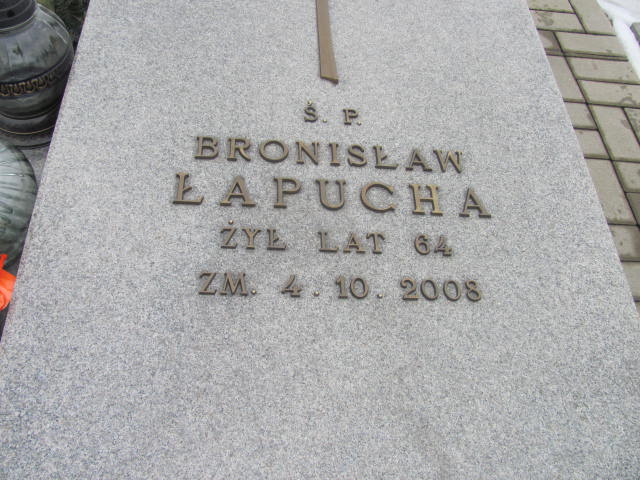 Ś. P.
BRONISŁAW
ŁAPUCHA
ŻYŁ LAT 64
ZM. 4.10.2008